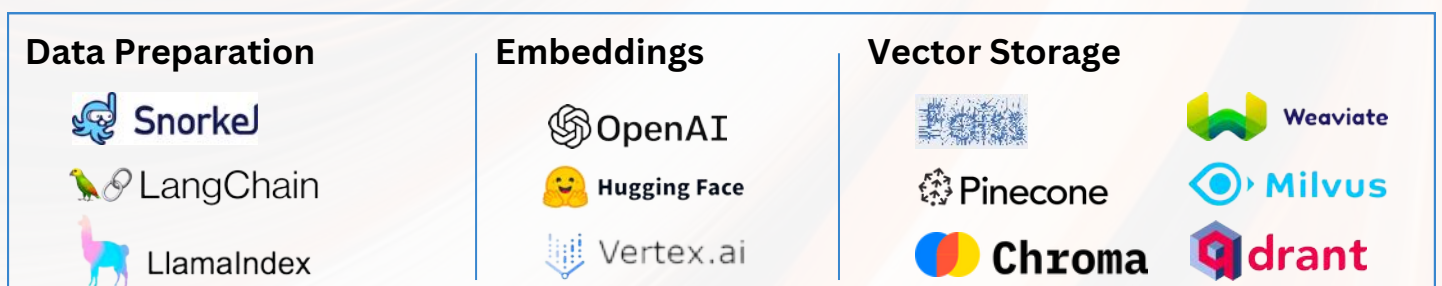 Data Preparation
Snorkel
LangChain
LlamaIndex
Embeddings
OpenAI
Hugging Face
Vertex.ai
Vector Storage
Weaviate
Pinecone
Milvus
Chroma
qdrant